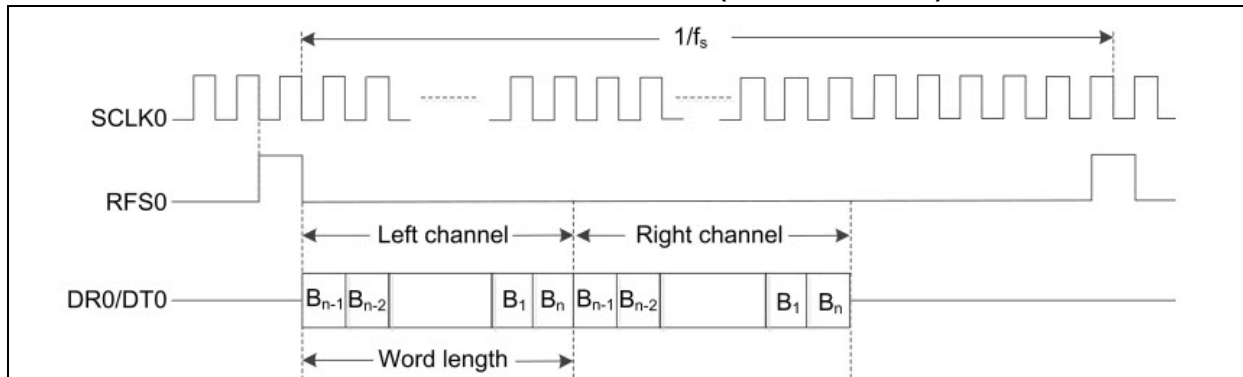 1/fs
SCLK0
RFS0
Left channel Right channel
DR0/DT0 Bn-1 Bn-2 B1 Bn Bn-1 Bn-2 B1 Bn
Word length